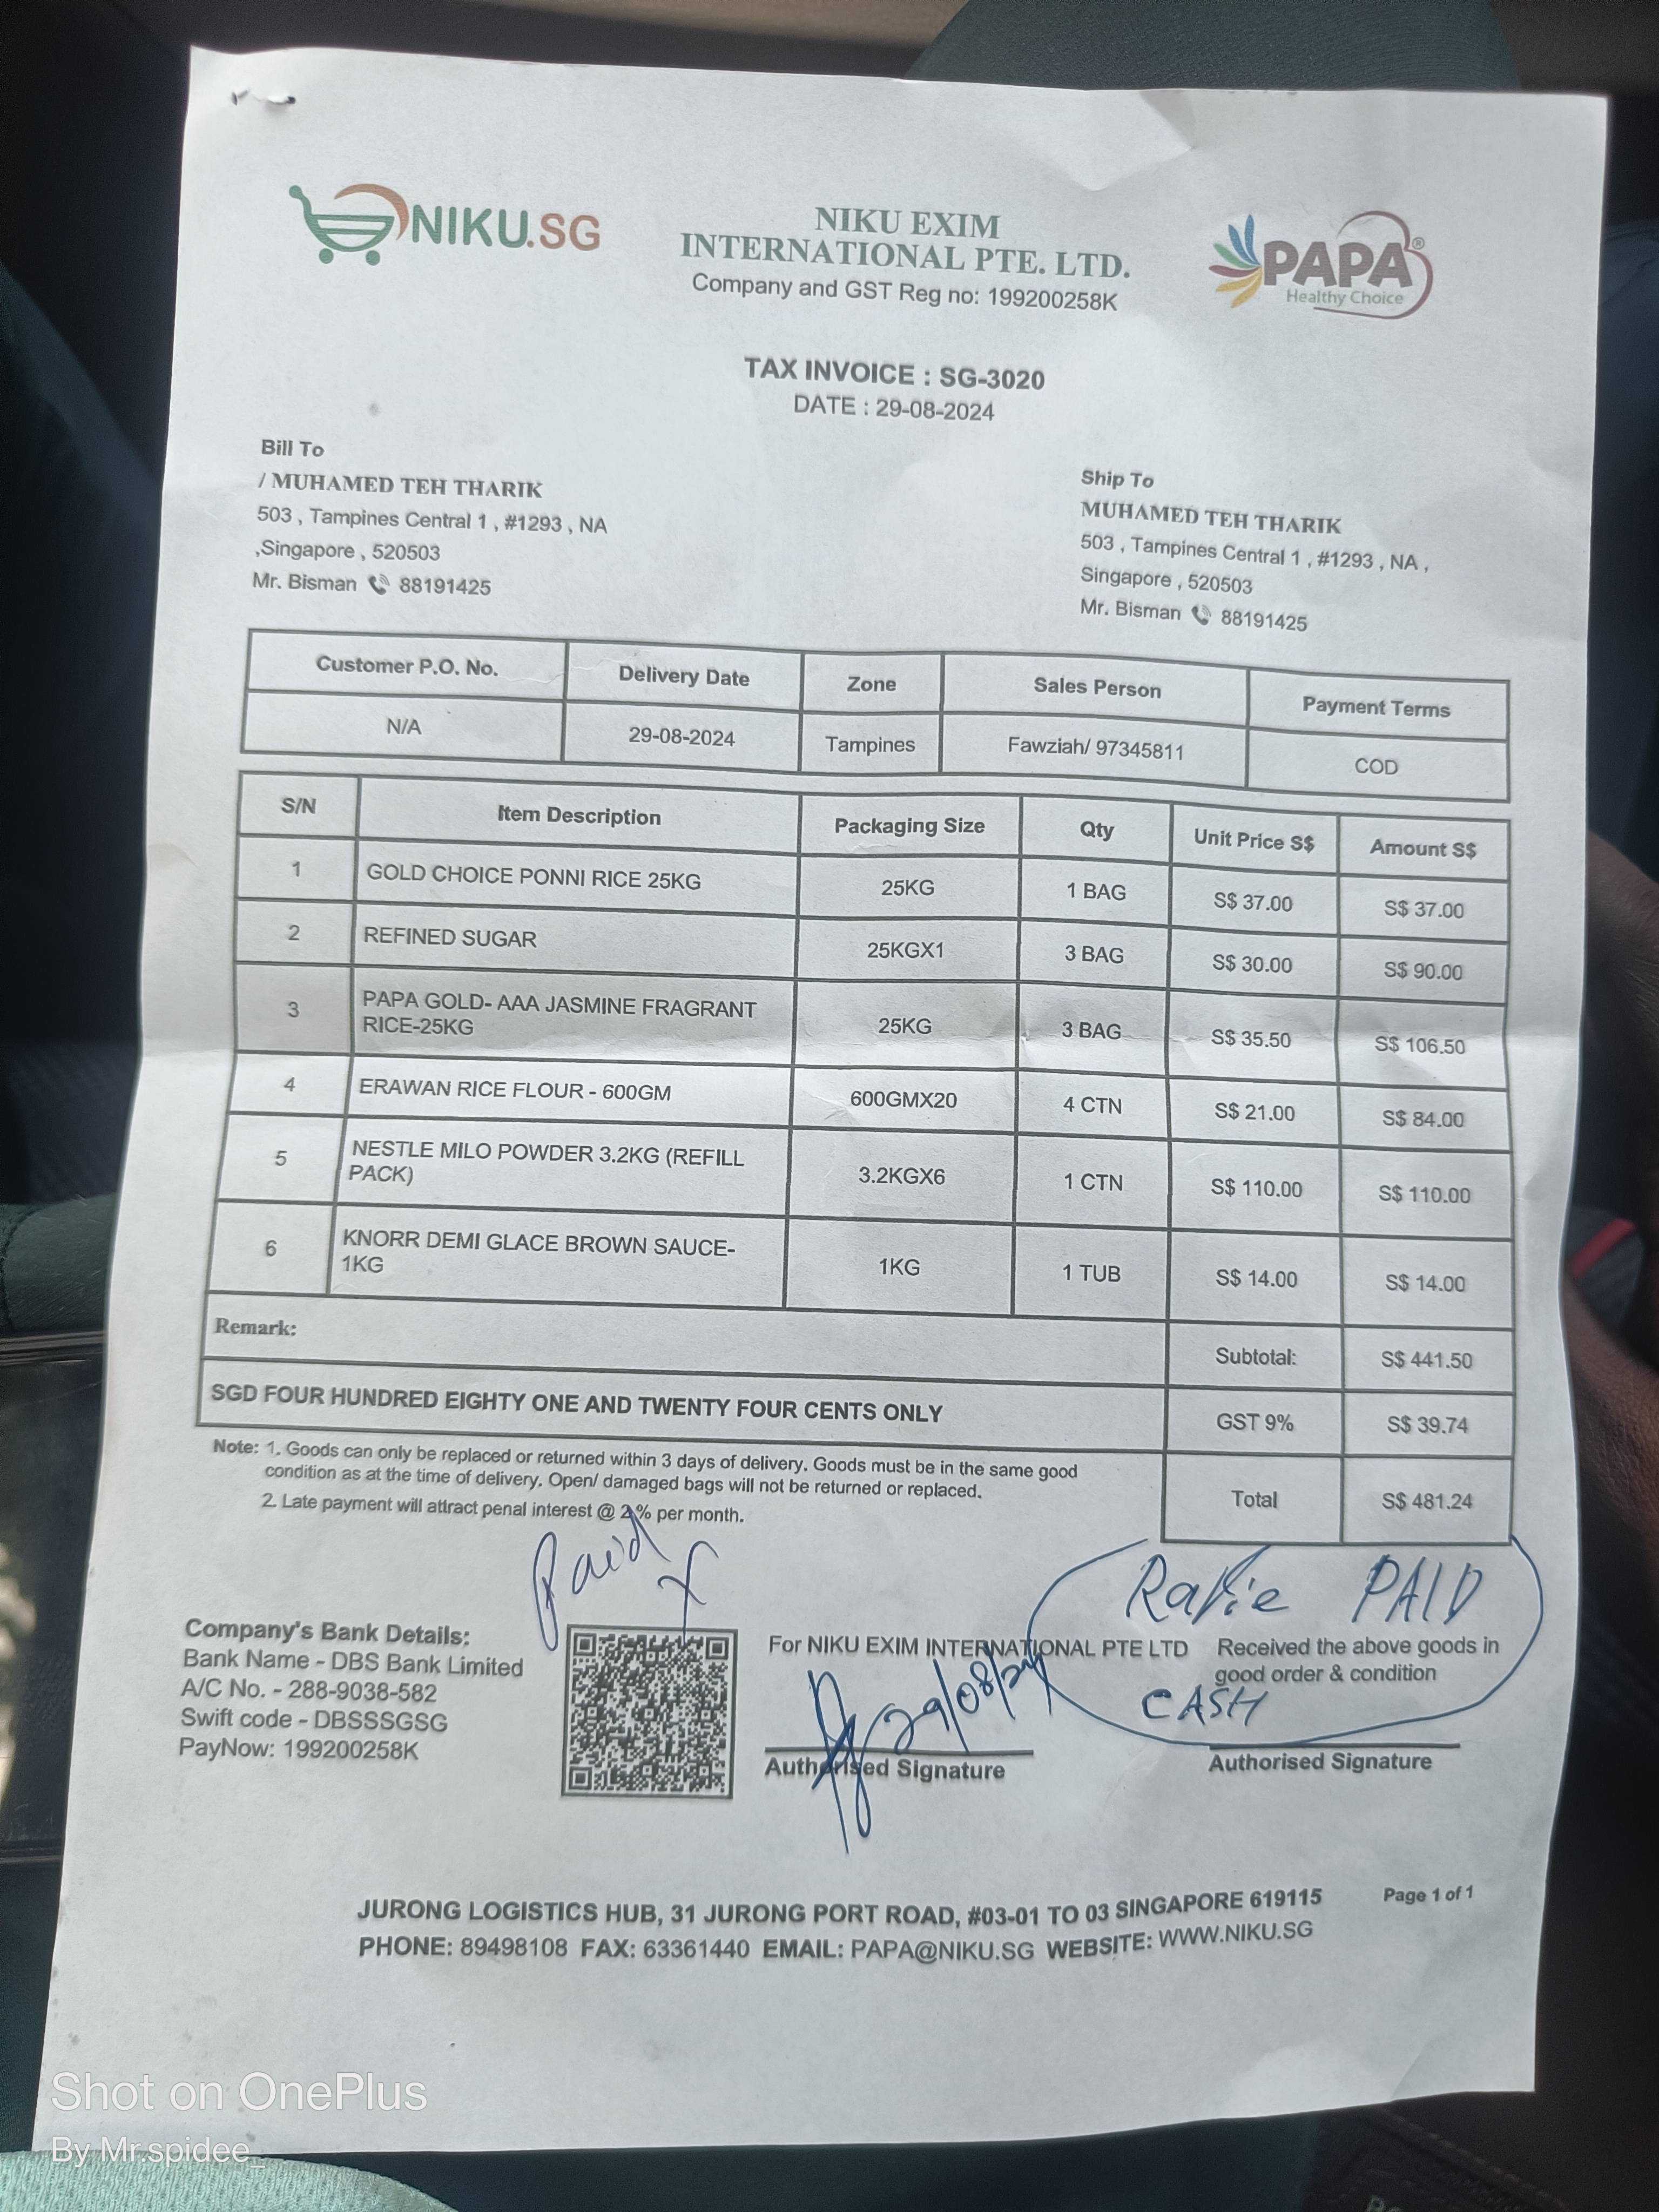 NIKU.SG
NIKU EXIM
INTERNATIONAL PTE. LTD.
Company and GST Reg no: 199200258K
PAPA®
Healthy Choice
TAX INVOICE : SG-3020
DATE : 29-08-2024
Bill To
/ MUHAMED TEH THARIK
503 , Tampines Central 1 , #1293 , NA
,Singapore , 520503
Mr. Bisman 88191425
Ship To
MUHAMED TEH THARIK
503 , Tampines Central 1 , #1293 , NA ,
Singapore , 520503
Mr. Bisman 88191425
Customer P.O. No. Delivery Date Zone Sales Person Payment Terms
N/A 29-08-2024 Tampines Fawziah/ 97345811 COD
S/N Item Description Packaging Size Qty Unit Price S$ Amount S$
1 GOLD CHOICE PONNI RICE 25KG 25KG 1 BAG S$ 37.00 S$ 37.00
2 REFINED SUGAR 25KGX1 3 BAG S$ 30.00 S$ 90.00
3 PAPA GOLD- AAA JASMINE FRAGRANT
RICE-25KG 25KG 3 BAG S$ 35.50 S$ 106.50
4 ERAWAN RICE FLOUR - 600GM 600GMX20 4 CTN S$ 21.00 S$ 84.00
5 NESTLE MILO POWDER 3.2KG (REFILL
PACK) 3.2KGX6 1 CTN S$ 110.00 S$ 110.00
6 KNORR DEMI GLACE BROWN SAUCE-
1KG 1KG 1 TUB S$ 14.00 S$ 14.00
Remark:
Subtotal: S$ 441.50
SGD FOUR HUNDRED EIGHTY ONE AND TWENTY FOUR CENTS ONLY
GST 9% S$ 39.74
Total S$ 481.24
Note: 1. Goods can only be replaced or returned within 3 days of delivery. Goods must be in the same good
condition as at the time of delivery. Open/ damaged bags will not be returned or replaced.
2. Late payment will attract penal interest @ 2% per month.
Paid
PAID
Company's Bank Details:
Bank Name - DBS Bank Limited
A/C No. - 288-9038-582
Swift code - DBSSSGSG
PayNow: 199200258K
For NIKU EXIM INTERNATIONAL PTE LTD
29/08/24
Authorised Signature
Received the above goods in
good order & condition
CASH
Authorised Signature
JURONG LOGISTICS HUB, 31 JURONG PORT ROAD, #03-01 TO 03 SINGAPORE 619115
Page 1 of 1
PHONE: 89498108 FAX: 63361440 EMAIL: PAPA@NIKU.SG WEBSITE: WWW.NIKU.SG
Shot on OnePlus
By Mr.spidee_